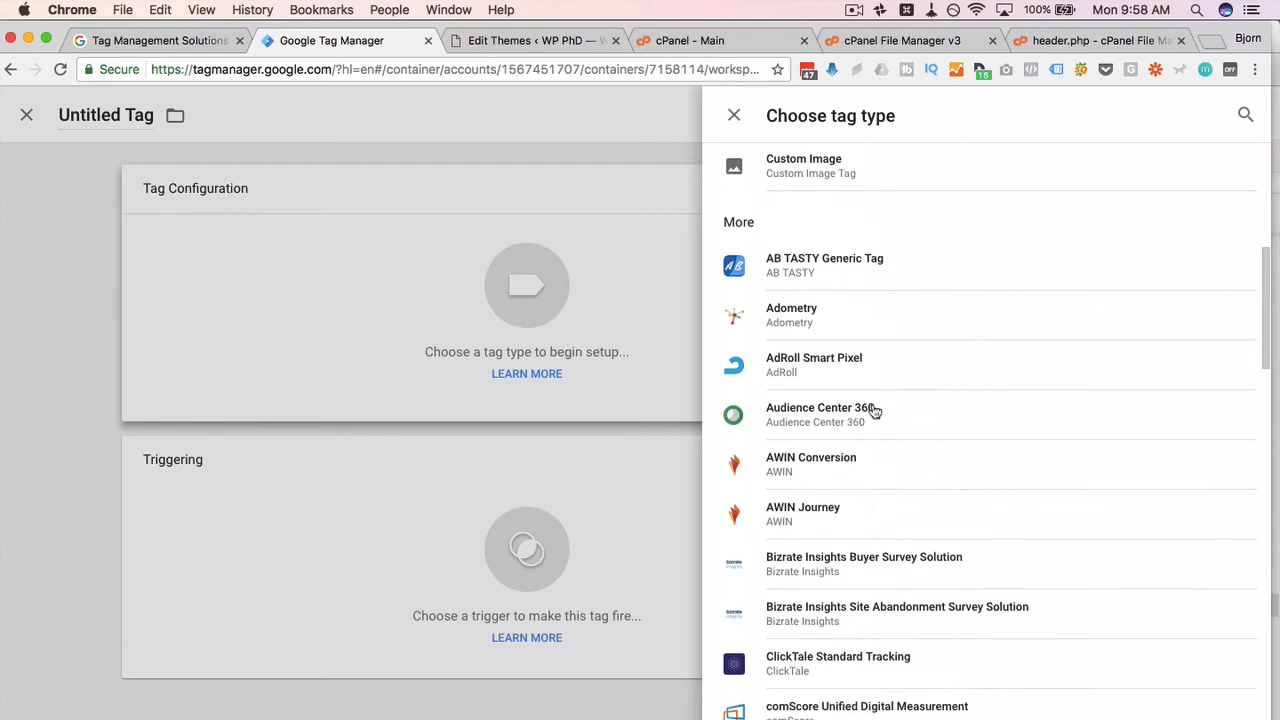 Chrome File Edit View History Bookmarks People Window Help 100% Mon 9:58 AM
Tag Management Solutions Google Tag Manager Edit Themes ‹ WP PhD — W cPanel - Main cPanel File Manager v3 header.php - cPanel File Ma Bjorn
Secure https://tagmanager.google.com/?hl=en#/container/accounts/1567451707/containers/7158114/worksp... 47 16 OFF
Untitled Tag
Tag Configuration
Choose a tag type to begin setup...
LEARN MORE
Triggering
Choose a trigger to make this tag fire...
LEARN MORE
Choose tag type
Custom Image
Custom Image Tag
More
AB TASTY Generic Tag
AB TASTY
Adometry
Adometry
AdRoll Smart Pixel
AdRoll
Audience Center 360
Audience Center 360
AWIN Conversion
AWIN
AWIN Journey
AWIN
Bizrate Insights Buyer Survey Solution
Bizrate Insights
Bizrate Insights Site Abandonment Survey Solution
Bizrate Insights
ClickTale Standard Tracking
ClickTale
comScore Unified Digital Measurement
comScore